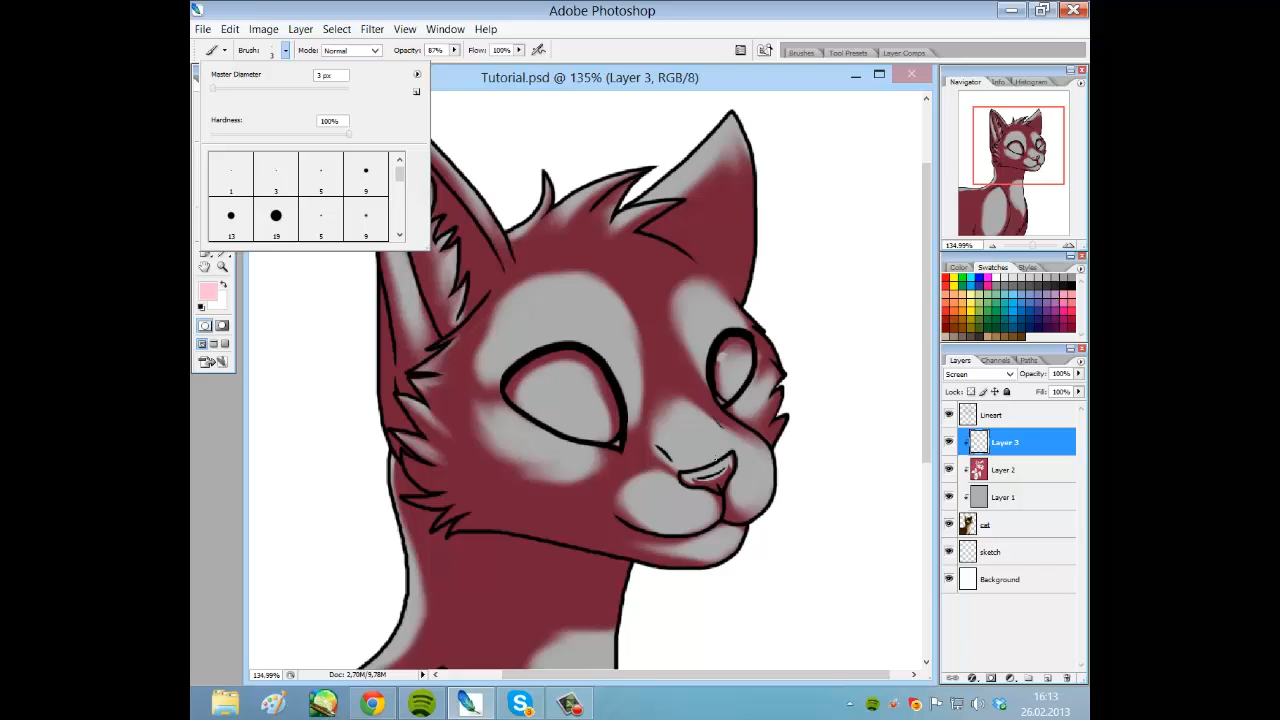 Adobe Photoshop
File Edit Image Layer Select Filter View Window Help
Brush: 3 Mode: Normal Opacity: 87% Flow: 100% Brushes Tool Presets Layer Comps
Master Diameter 3 px
Hardness: 100%
1 3 5 9
13 19 5 9
Tutorial.psd @ 135% (Layer 3, RGB/8)
Navigator Info Histogram
134.99%
Color Swatches Styles
Layers Channels Paths
Screen Opacity: 100%
Lock: Fill: 100%
Lineart
Layer 3
Layer 2
Layer 1
cat
sketch
Background
134.99% Doc: 2,70M/9,78M
16:13
26.02.2013